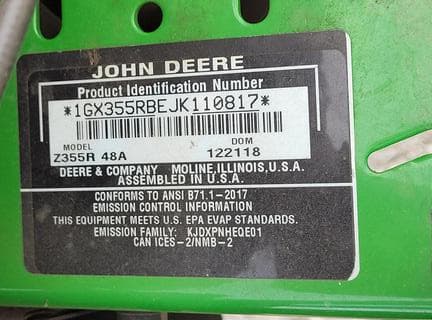 JOHN DEERE
Product Identification Number
*1GX355RBEJK110817*
MODEL DOM
Z355R 48A 122118
DEERE & COMPANY MOLINE,ILLINOIS,U.S.A.
ASSEMBLED IN U.S.A.
CONFORMS TO ANSI B71.1-2017
EMISSION CONTROL INFORMATION
THIS EQUIPMENT MEETS U.S. EPA EVAP STANDARDS.
EMISSION FAMILY: KJDXPNHEQE01
CAN ICES-2/NMB-2